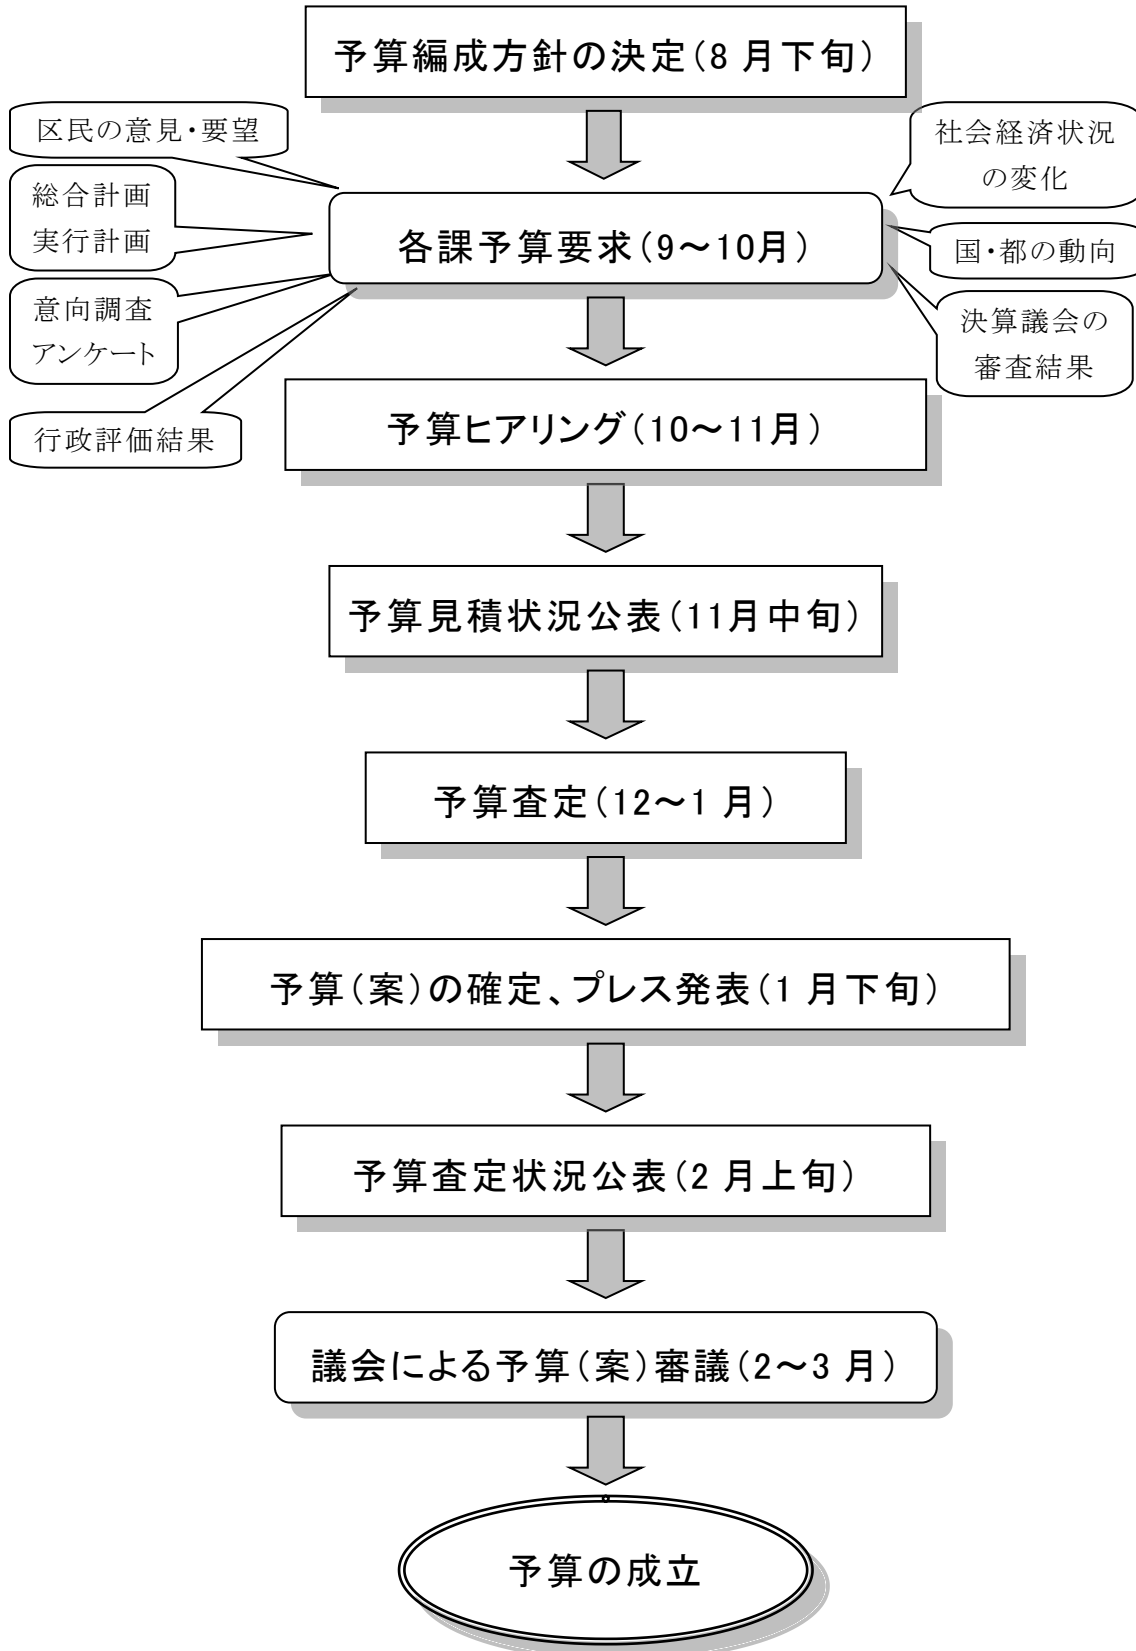 予算編成方針の決定（8 月下旬）
区民の意見・要望
総合計画
実行計画
意向調査
アンケート
行政評価結果
社会経済状況
の変化
国・都の動向
決算議会の
審査結果
各課予算要求（9～10月）
予算ヒアリング（10～11月）
予算見積状況公表（11月中旬）
予算査定（12～1 月）
予算（案）の確定、プレス発表（1 月下旬）
予算査定状況公表（2 月上旬）
議会による予算（案）審議（2～3 月）
予算の成立